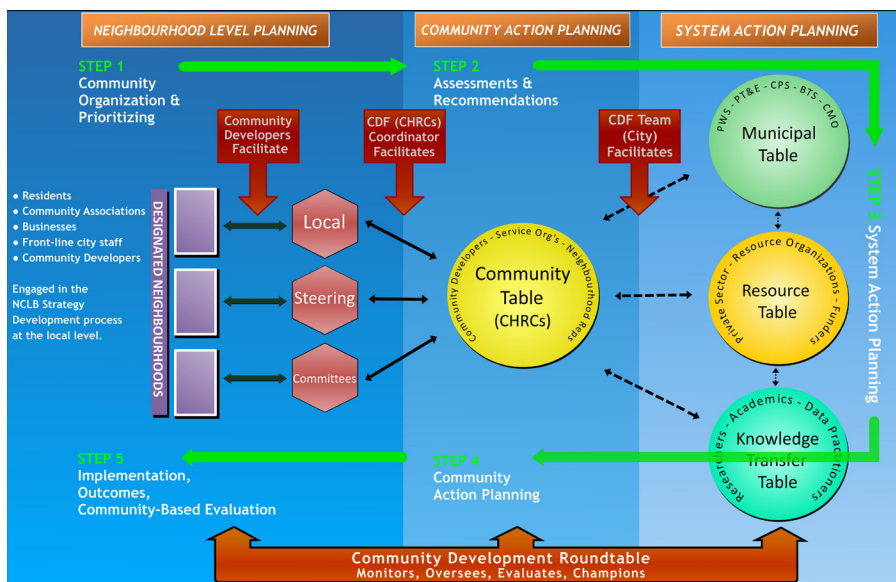 NEIGHBOURHOOD LEVEL PLANNING
COMMUNITY ACTION PLANNING
SYSTEM ACTION PLANNING
STEP 1
Community
Organization &
Prioritizing
STEP 2
Assessments &
Recommendations
Community
Developers
Facilitate
CDF (CHRCs)
Coordinator
Facilitates
CDF Team
(City)
Facilitates
PWS - PT&E - CPS - BTS - CMO
Municipal
Table
STEP 3 System Action Planning
● Residents
● Community Associations
● Businesses
● Front-line city staff
● Community Developers
Engaged in the
NCLB Strategy
Development process
at the local level.
DESIGNATED NEIGHBOURHOODS
Local
Steering
Committees
Community Developers - Service Org's - Neighbourhood Reps
Community
Table
(CHRCs)
Private Sector - Resource Organizations - Funders
Resource
Table
Researchers - Academics - Data Practitioners
Knowledge
Transfer
Table
STEP 5
Implementation,
Outcomes,
Community-Based Evaluation
STEP 4
Community
Action Planning
Community Development Roundtable
Monitors, Oversees, Evaluates, Champions